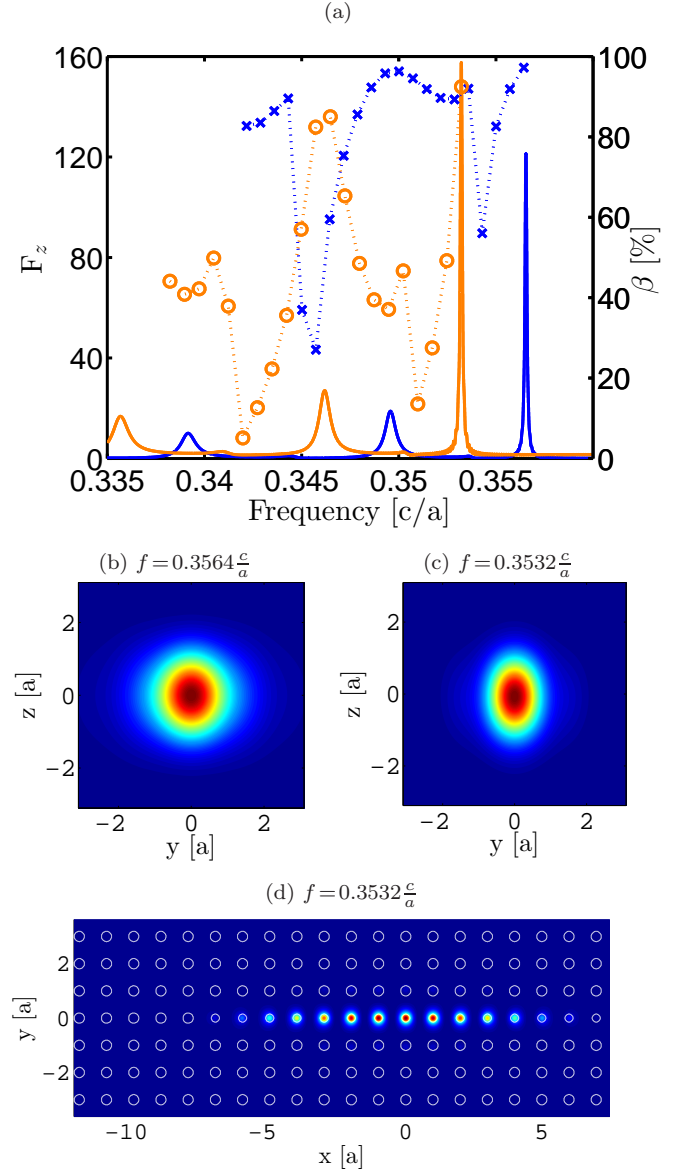 (a)
160
120
80
40
0
F_z
100
80
60
40
20
0
β [%]
0.335
0.34
0.345
0.35
0.355
Frequency [c/a]
(b) f=0.3564 c/a
(c) f=0.3532 c/a
2
0
−2
z [a]
−2
0
2
y [a]
2
0
−2
z [a]
−2
0
2
y [a]
(d) f=0.3532 c/a
2
0
−2
y [a]
−10
−5
0
5
x [a]